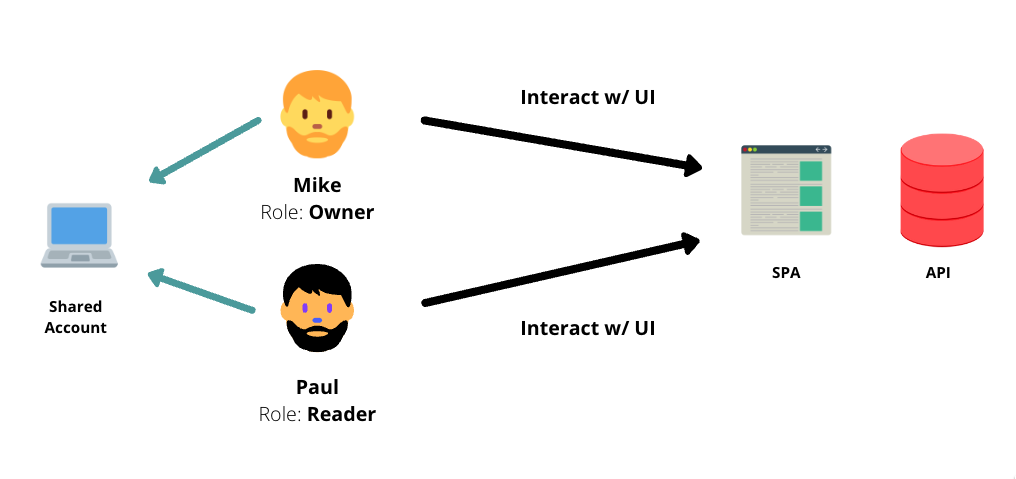 Interact w/ UI
Mike
Role: Owner
Shared
Account
SPA
API
Interact w/ UI
Paul
Role: Reader